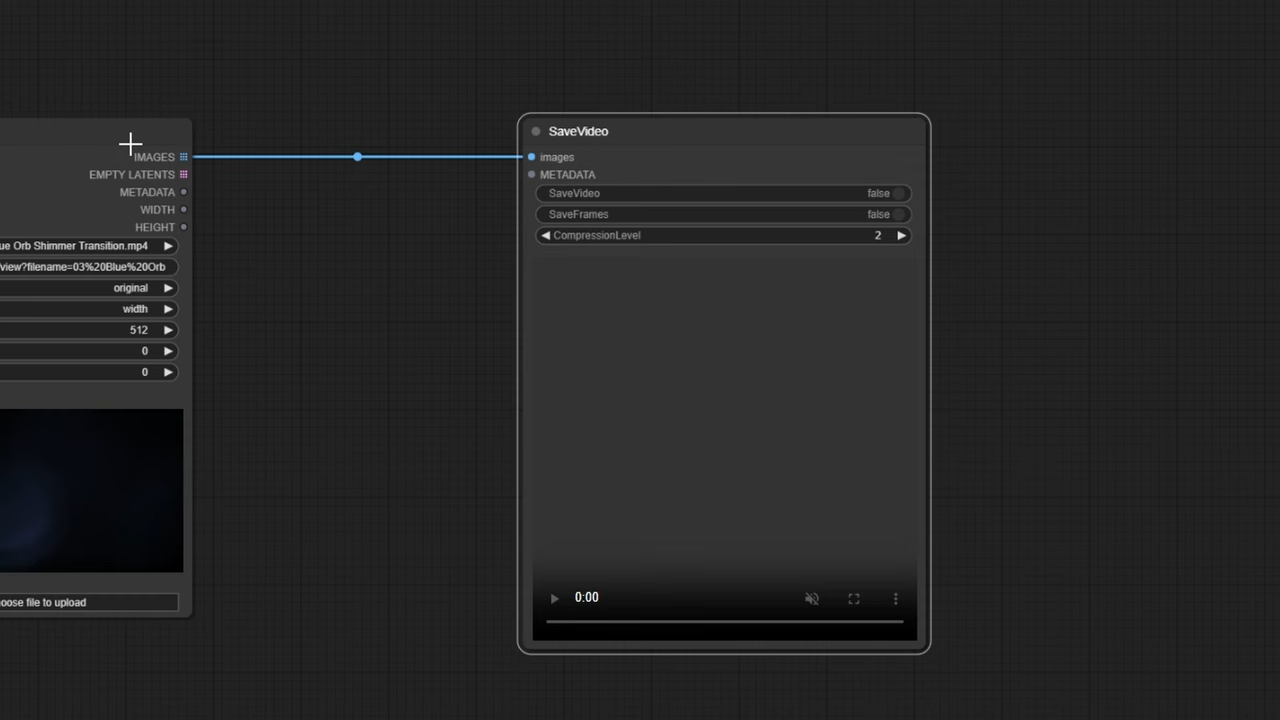 IMAGES
EMPTY LATENTS
METADATA
WIDTH
HEIGHT
ue Orb Shimmer Transition.mp4
view?filename=03%20Blue%20Orb
original
width
512
0
0
oose file to upload
SaveVideo
images
METADATA
SaveVideo false
SaveFrames false
CompressionLevel 2
0:00